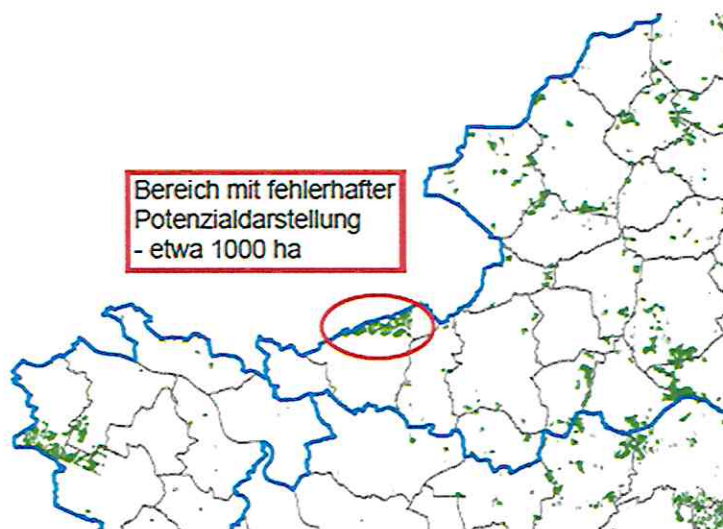 Bereich mit fehlerhafter
Potenzialdarstellung
- etwa 1000 ha